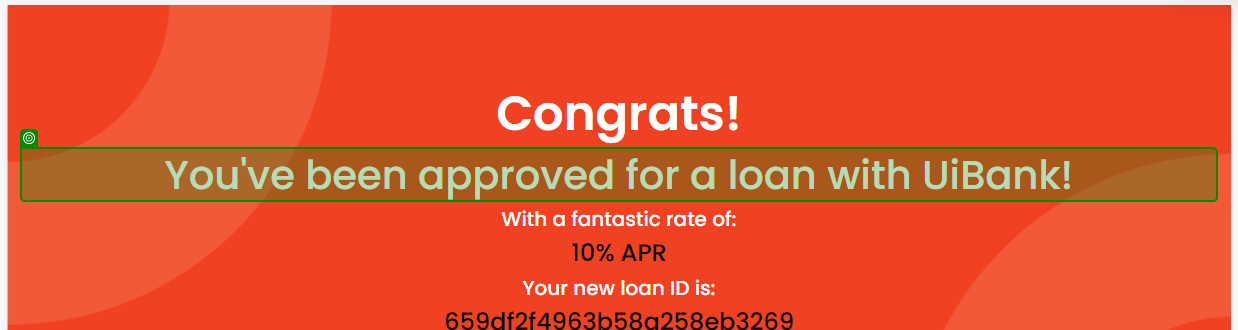 Congrats!
You've been approved for a loan with UiBank!
With a fantastic rate of:
10% APR
Your new loan ID is:
659df2f4963b58a258eb3269